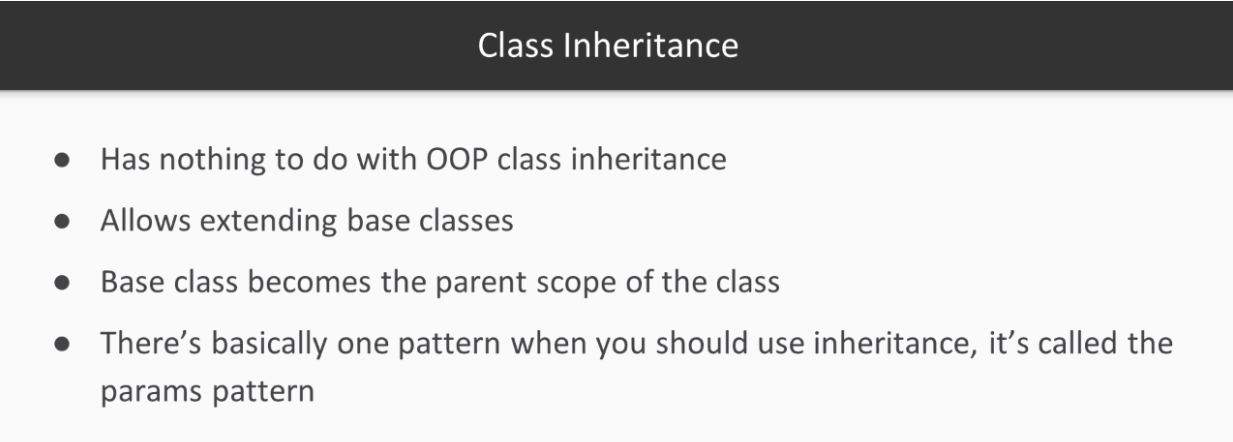 Class Inheritance
● Has nothing to do with OOP class inheritance
● Allows extending base classes
● Base class becomes the parent scope of the class
● There’s basically one pattern when you should use inheritance, it’s called the
params pattern